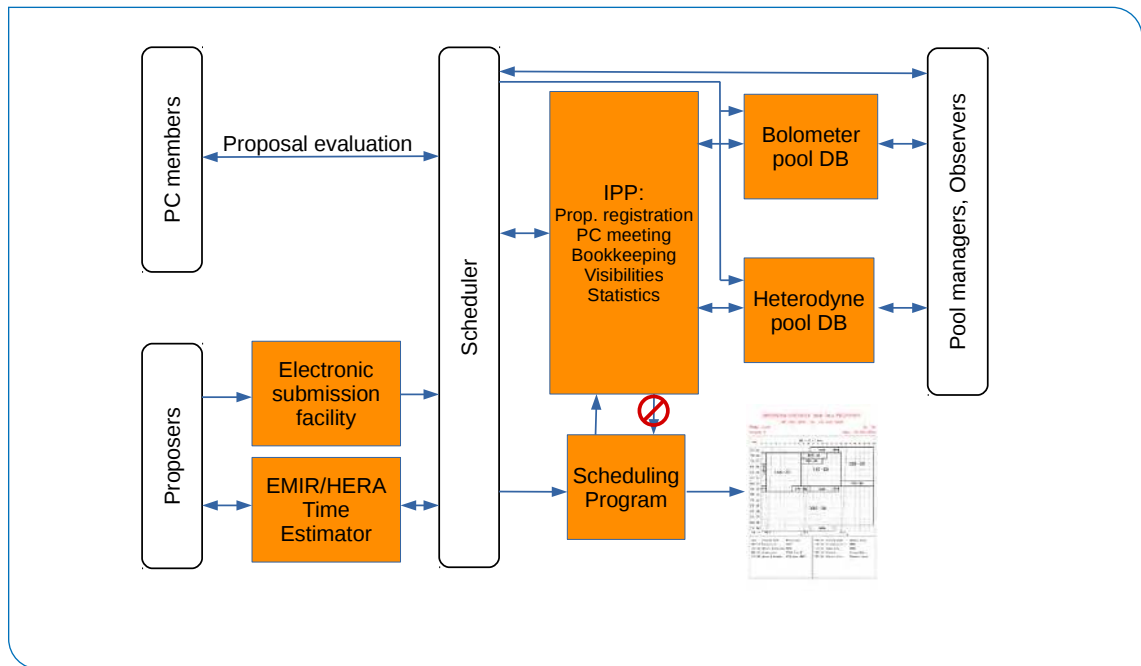 PC members
Proposal evaluation
Proposers
Electronic
submission
facility
EMIR/HERA
Time
Estimator
Scheduler
IPP:
Prop. registration
PC meeting
Bookkeeping
Visibilities
Statistics
Scheduling
Program
Bolometer
pool DB
Heterodyne
pool DB
Pool managers, Observers